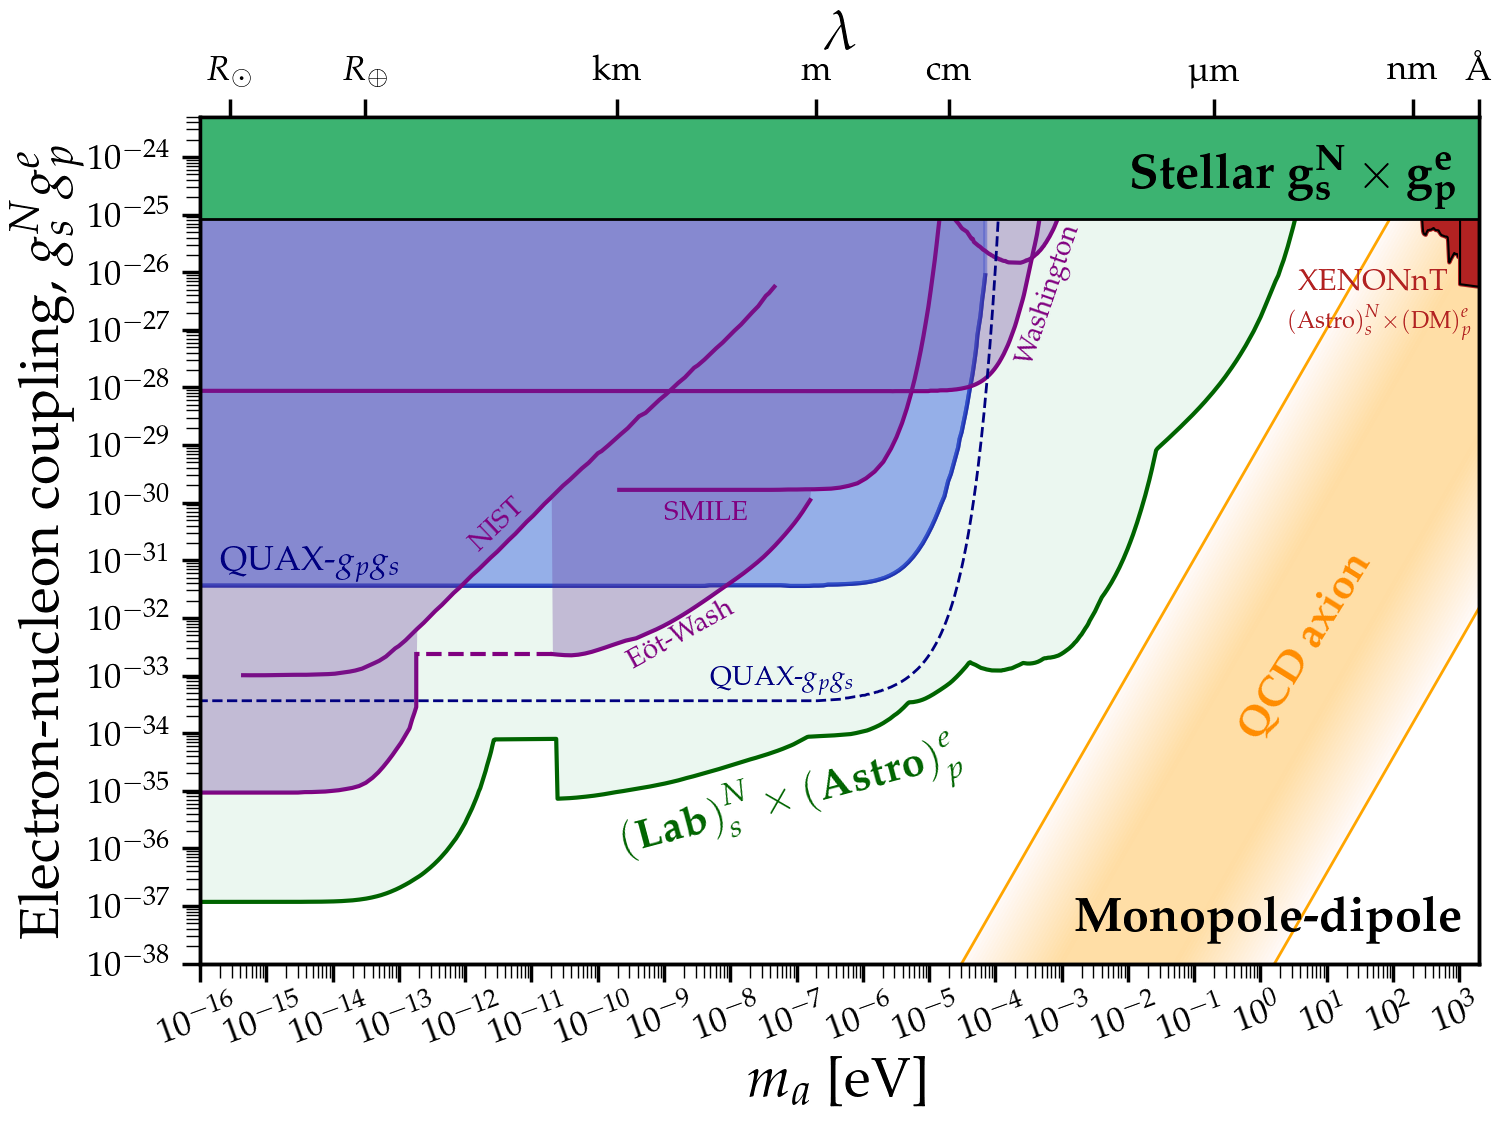 λ
R⊙ R⊕ km m cm µm nm Å
Electron-nucleon coupling, g_s^N g_p^e
10^−24
10^−25
10^−26
10^−27
10^−28
10^−29
10^−30
10^−31
10^−32
10^−33
10^−34
10^−35
10^−36
10^−37
10^−38
Stellar g_s^N × g_p^e
XENONnT
(Astro)_s^N × (DM)_p^e
Washington
NIST
SMILE
QUAX-g_pg_s
Eöt-Wash
QUAX-g_pg_s
(Lab)_s^N × (Astro)_p^e
QCD axion
Monopole-dipole
10^−16 10^−15 10^−14 10^−13 10^−12 10^−11 10^−10 10^−9 10^−8 10^−7 10^−6 10^−5 10^−4 10^−3 10^−2 10^−1 10^0 10^1 10^2 10^3
m_a [eV]